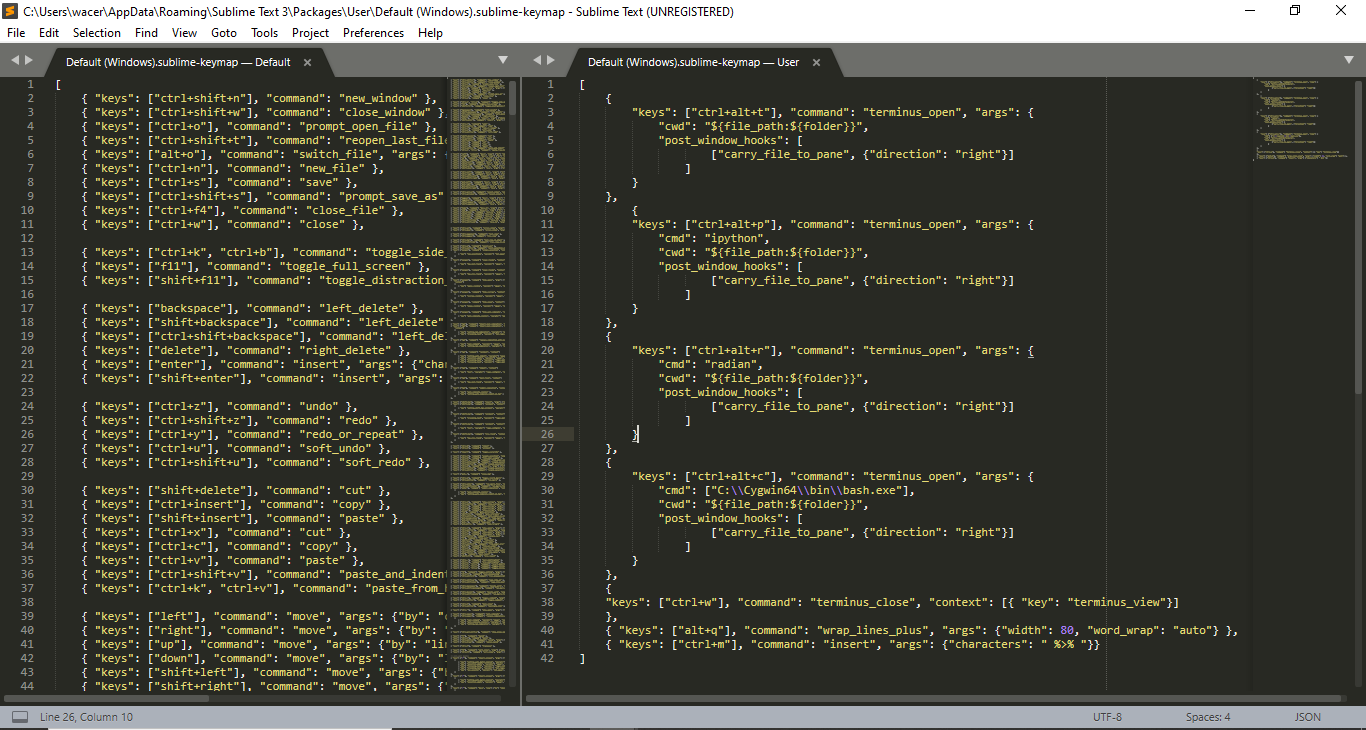 C:\Users\wacer\AppData\Roaming\Sublime Text 3\Packages\User\Default (Windows).sublime-keymap - Sublime Text (UNREGISTERED)
File Edit Selection Find View Goto Tools Project Preferences Help
Default (Windows).sublime-keymap — Default
1 [
2 { "keys": ["ctrl+shift+n"], "command": "new_window" },
3 { "keys": ["ctrl+shift+w"], "command": "close_window" }
4 { "keys": ["ctrl+o"], "command": "prompt_open_file" },
5 { "keys": ["ctrl+shift+t"], "command": "reopen_last_file
6 { "keys": ["alt+o"], "command": "switch_file", "args": {
7 { "keys": ["ctrl+n"], "command": "new_file" },
8 { "keys": ["ctrl+s"], "command": "save" },
9 { "keys": ["ctrl+shift+s"], "command": "prompt_save_as"
10 { "keys": ["ctrl+f4"], "command": "close_file" },
11 { "keys": ["ctrl+w"], "command": "close" },
12
13 { "keys": ["ctrl+k", "ctrl+b"], "command": "toggle_side_
14 { "keys": ["f11"], "command": "toggle_full_screen" },
15 { "keys": ["shift+f11"], "command": "toggle_distraction_
16
17 { "keys": ["backspace"], "command": "left_delete" },
18 { "keys": ["shift+backspace"], "command": "left_delete"
19 { "keys": ["ctrl+shift+backspace"], "command": "left_del
20 { "keys": ["delete"], "command": "right_delete" },
21 { "keys": ["enter"], "command": "insert", "args": {"char
22 { "keys": ["shift+enter"], "command": "insert", "args":
23
24 { "keys": ["ctrl+z"], "command": "undo" },
25 { "keys": ["ctrl+shift+z"], "command": "redo" },
26 { "keys": ["ctrl+y"], "command": "redo_or_repeat" },
27 { "keys": ["ctrl+u"], "command": "soft_undo" },
28 { "keys": ["ctrl+shift+u"], "command": "soft_redo" },
29
30 { "keys": ["shift+delete"], "command": "cut" },
31 { "keys": ["ctrl+insert"], "command": "copy" },
32 { "keys": ["shift+insert"], "command": "paste" },
33 { "keys": ["ctrl+x"], "command": "cut" },
34 { "keys": ["ctrl+c"], "command": "copy" },
35 { "keys": ["ctrl+v"], "command": "paste" },
36 { "keys": ["ctrl+shift+v"], "command": "paste_and_indent
37 { "keys": ["ctrl+k", "ctrl+v"], "command": "paste_from_
38
39 { "keys": ["left"], "command": "move", "args": {"by": "
40 { "keys": ["right"], "command": "move", "args": {"by":
41 { "keys": ["up"], "command": "move", "args": {"by": "lin
42 { "keys": ["down"], "command": "move", "args": {"by": "
43 { "keys": ["shift+left"], "command": "move", "args": {"
44 { "keys": ["shift+right"], "command": "move", "args": {
Default (Windows).sublime-keymap — User
1 [
2 {
3 "keys": ["ctrl+alt+t"], "command": "terminus_open", "args": {
4 "cwd": "${file_path:${folder}}",
5 "post_window_hooks": [
6 ["carry_file_to_pane", {"direction": "right"}]
7 ]
8 }
9 },
10 {
11 "keys": ["ctrl+alt+p"], "command": "terminus_open", "args": {
12 "cmd": "ipython",
13 "cwd": "${file_path:${folder}}",
14 "post_window_hooks": [
15 ["carry_file_to_pane", {"direction": "right"}]
16 ]
17 }
18 },
19 {
20 "keys": ["ctrl+alt+r"], "command": "terminus_open", "args": {
21 "cmd": "radian",
22 "cwd": "${file_path:${folder}}",
23 "post_window_hooks": [
24 ["carry_file_to_pane", {"direction": "right"}]
25 ]
26 }
27 },
28 {
29 "keys": ["ctrl+alt+c"], "command": "terminus_open", "args": {
30 "cmd": ["C:\\Cygwin64\\bin\\bash.exe"],
31 "cwd": "${file_path:${folder}}",
32 "post_window_hooks": [
33 ["carry_file_to_pane", {"direction": "right"}]
34 ]
35 }
36 },
37 {
38 "keys": ["ctrl+w"], "command": "terminus_close", "context": [{ "key": "terminus_view"}]
39 },
40 { "keys": ["alt+q"], "command": "wrap_lines_plus", "args": {"width": 80, "word_wrap": "auto"} },
41 { "keys": ["ctrl+m"], "command": "insert", "args": {"characters": " %>% "}}
42 ]
Line 26, Column 10
UTF-8 Spaces: 4 JSON